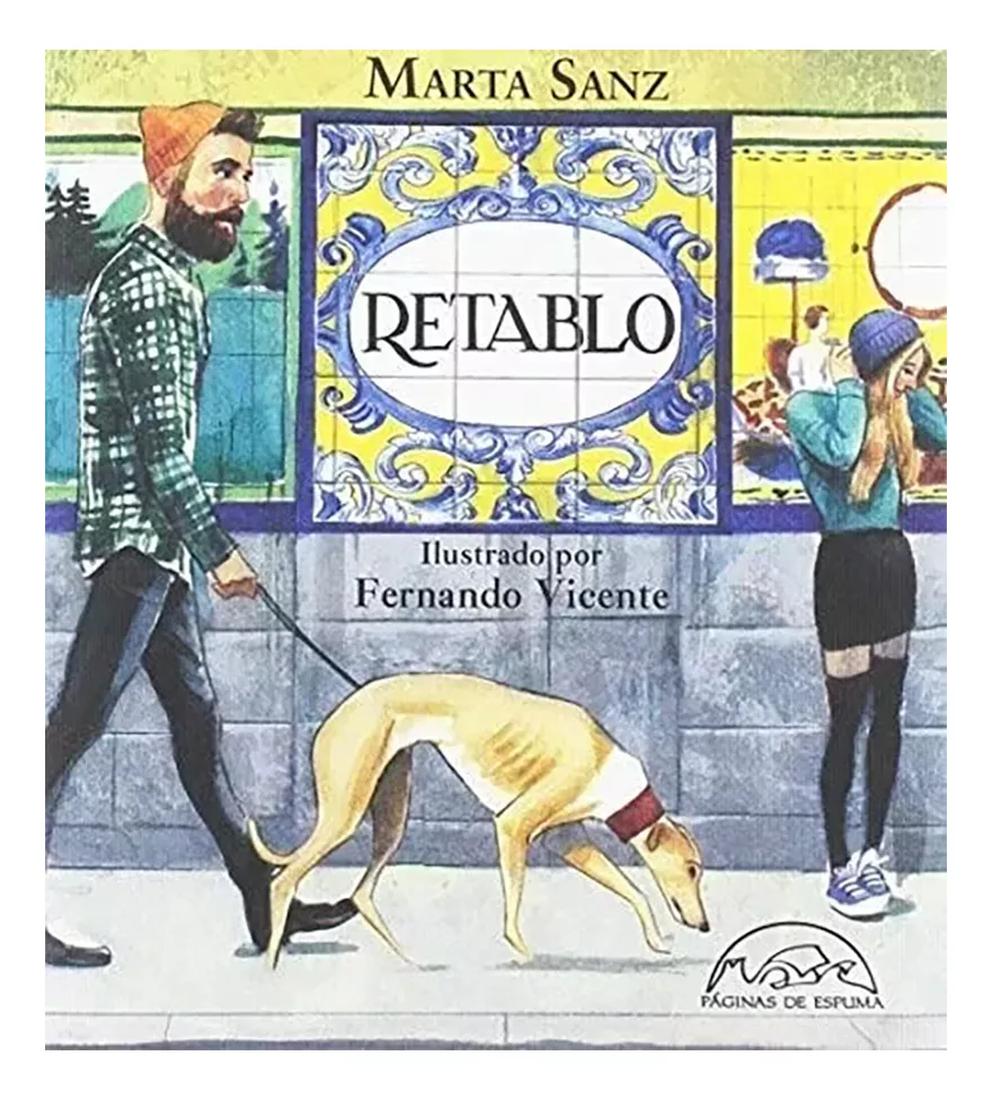 MARTA SANZ
RETABLO
Ilustrado por
Fernando Vicente
PÁGINAS DE ESPUMA